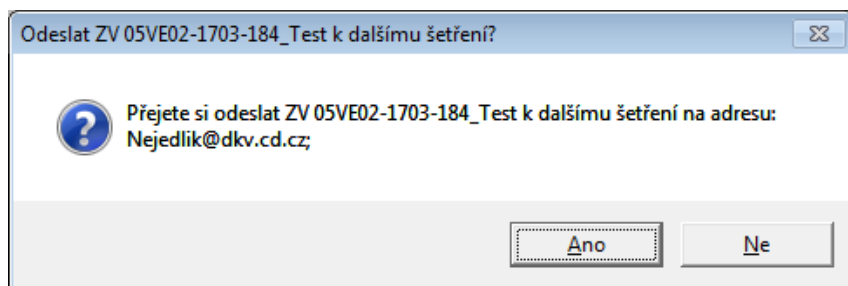 Odeslat ZV 05VE02-1703-184_Test k dalšímu šetření?
Přejete si odeslat ZV 05VE02-1703-184_Test k dalšímu šetření na adresu:
Nejedlik@dkv.cd.cz;
Ano
Ne